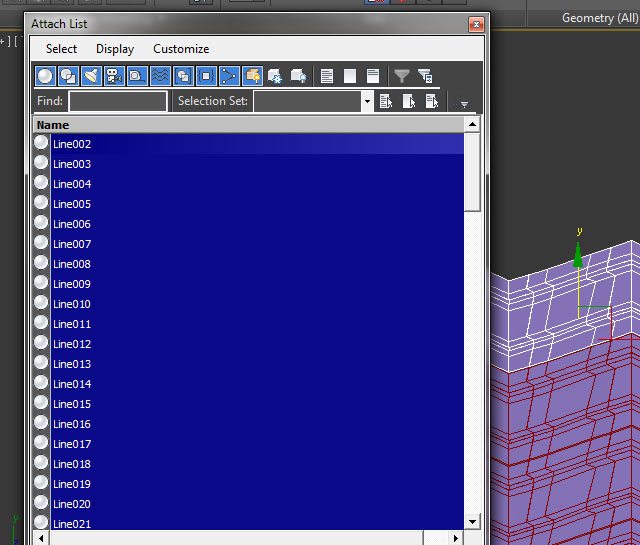 Attach List
Geometry (All)
+] [
Select Display Customize
Find: Selection Set:
Name
Line002
Line003
Line004
Line005
Line006
Line007
Line008
Line009
Line010
Line011
Line012
Line013
Line014
Line015
Line016
Line017
Line018
Line019
Line020
Line021
y
y